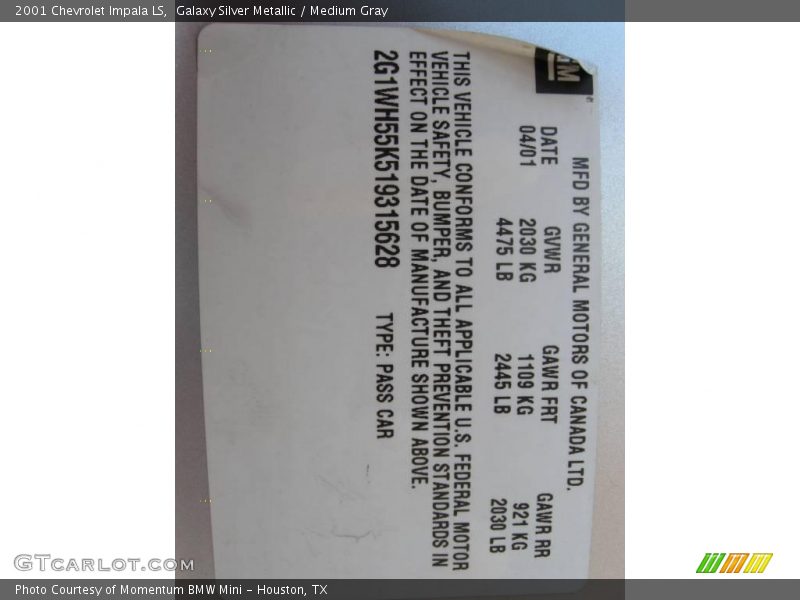 2001 Chevrolet Impala LS, Galaxy Silver Metallic / Medium Gray
GM ®
MFD BY GENERAL MOTORS OF CANADA LTD.
DATE GVWR GAWR FRT GAWR RR
04/01 2030 KG 1109 KG 921 KG
4475 LB 2445 LB 2030 LB
THIS VEHICLE CONFORMS TO ALL APPLICABLE U.S. FEDERAL MOTOR
VEHICLE SAFETY, BUMPER, AND THEFT PREVENTION STANDARDS IN
EFFECT ON THE DATE OF MANUFACTURE SHOWN ABOVE.
2G1WH55K519315628 TYPE: PASS CAR
GTcarlot.com
Photo Courtesy of Momentum BMW Mini - Houston, TX